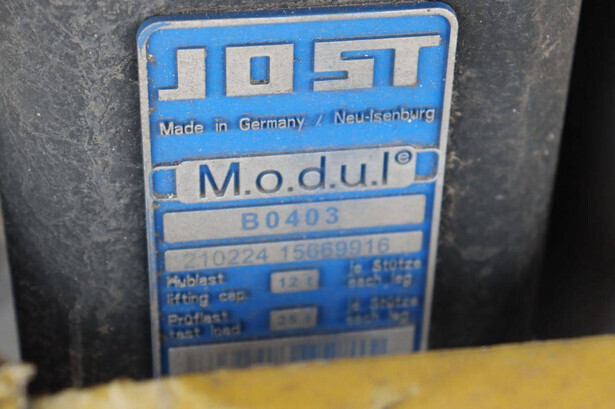 JOST
Made in Germany / Neu-Isenburg
M.o.d.u.l e
B0403
210224 15669916
Hublast 12 t je Stütze
lifting cap. each leg
Prüflast 25 t je Stütze
test load each leg